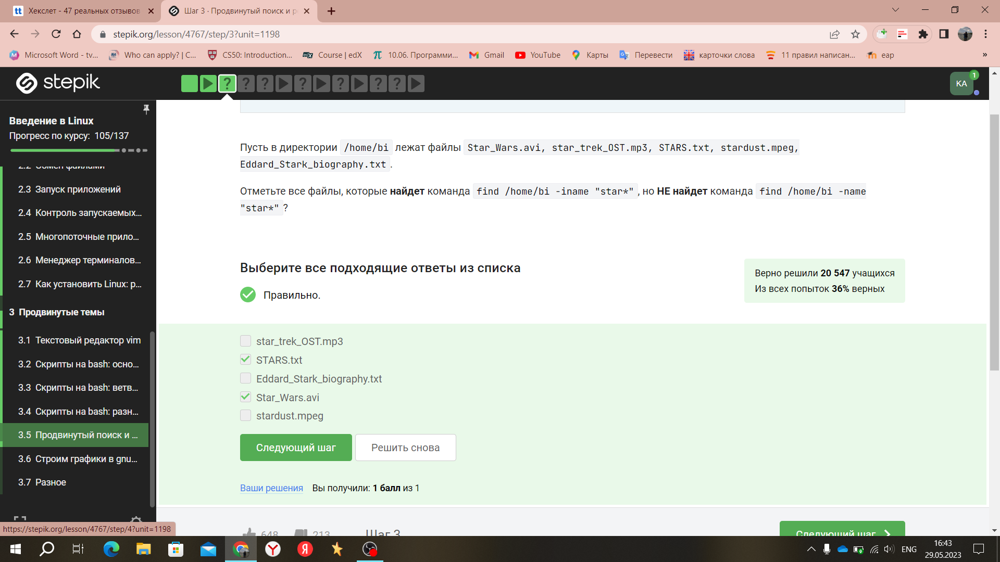 Хекслет - 47 реальных отзывов
Шаг 3 · Продвинутый поиск и р
stepik.org/lesson/4767/step/3?unit=1198
Microsoft Word - tv...
Who can apply? | C...
CS50: Introduction...
edX
Course | edX
10.06. Программи...
Gmail
YouTube
Карты
Перевести
карточки слова
11 правил написан...
eap
»
stepik
KA
1
Введение в Linux
Прогресс по курсу: 105/137
2.2 Обмен файлами
2.3 Запуск приложений
2.4 Контроль запускаемых...
2.5 Многопоточные прило...
2.6 Менеджер терминалов...
2.7 Как установить Linux: р...
3 Продвинутые темы
3.1 Текстовый редактор vim
3.2 Скрипты на bash: осно...
3.3 Скрипты на bash: ветв...
3.4 Скрипты на bash: разн...
3.5 Продвинутый поиск и ...
3.6 Строим графики в gnu...
3.7 Разное
Пусть в директории /home/bi лежат файлы Star_Wars.avi, star_trek_OST.mp3, STARS.txt, stardust.mpeg,
Eddard_Stark_biography.txt.
Отметьте все файлы, которые найдет команда find /home/bi -iname "star*", но НЕ найдет команда find /home/bi -name
"star*"?
Выберите все подходящие ответы из списка
Верно решили 20 547 учащихся
Из всех попыток 36% верных
Правильно.
star_trek_OST.mp3
STARS.txt
Eddard_Stark_biography.txt
Star_Wars.avi
stardust.mpeg
Следующий шаг
Решить снова
Ваши решения
Вы получили: 1 балл из 1
https://stepik.org/lesson/4767/step/4?unit=1198
648
213
Шаг 3
Следующий шаг
ENG
16:43
29.05.2023